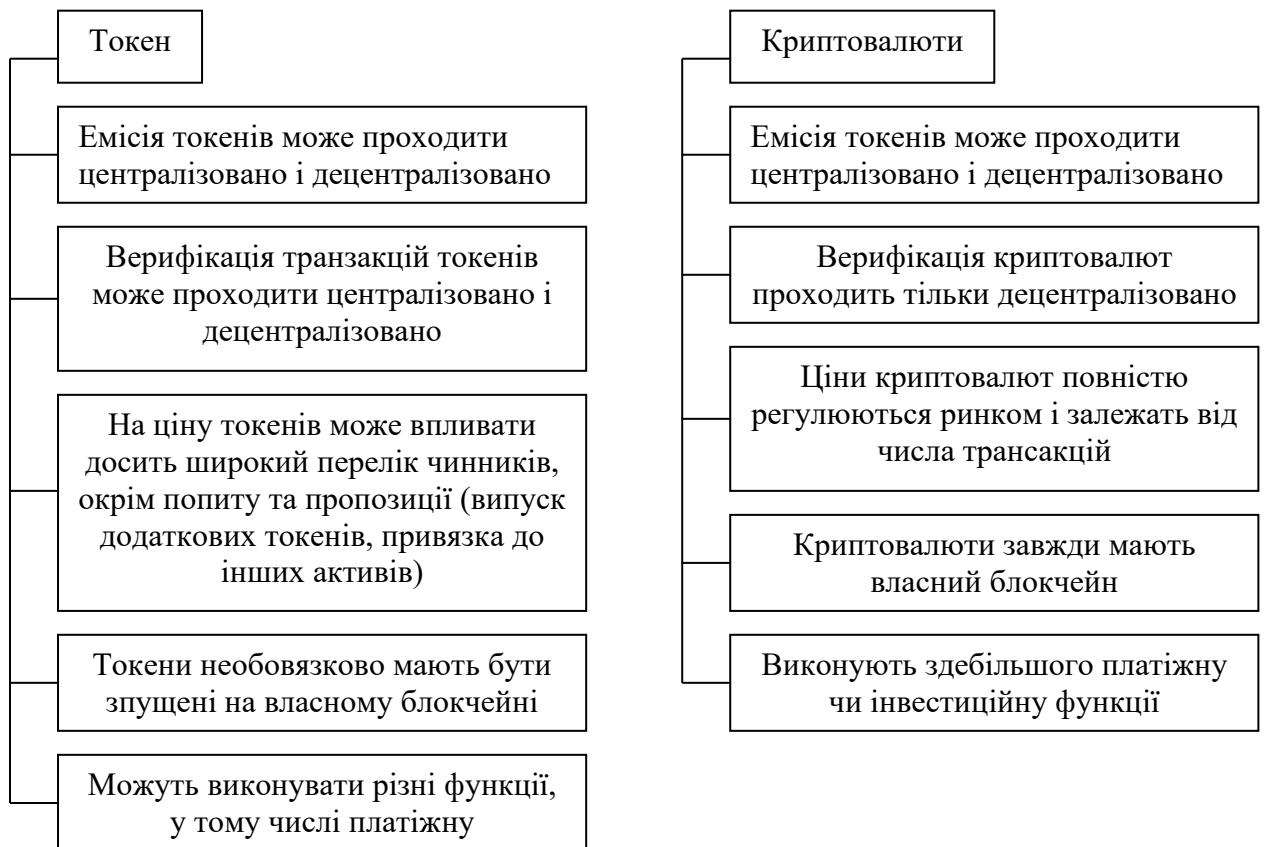 Токен
Емісія токенів може проходити
централізовано і децентралізовано
Верифікація транзакцій токенів
може проходити централізовано і
децентралізовано
На ціну токенів може впливати
досить широкий перелік чинників,
окрім попиту та пропозиції (випуск
додаткових токенів, привязка до
інших активів)
Токени необовязково мають бути
зпущені на власному блокчейні
Можуть виконувати різні функції,
у тому числі платіжну
Криптовалюти
Емісія токенів може проходити
централізовано і децентралізовано
Верифікація криптовалют
проходить тільки децентралізовано
Ціни криптовалют повністю
регулюються ринком і залежать від
числа трансакцій
Криптовалюти завжди мають
власний блокчейн
Виконують здебільшого платіжну
чи інвестиційну функції